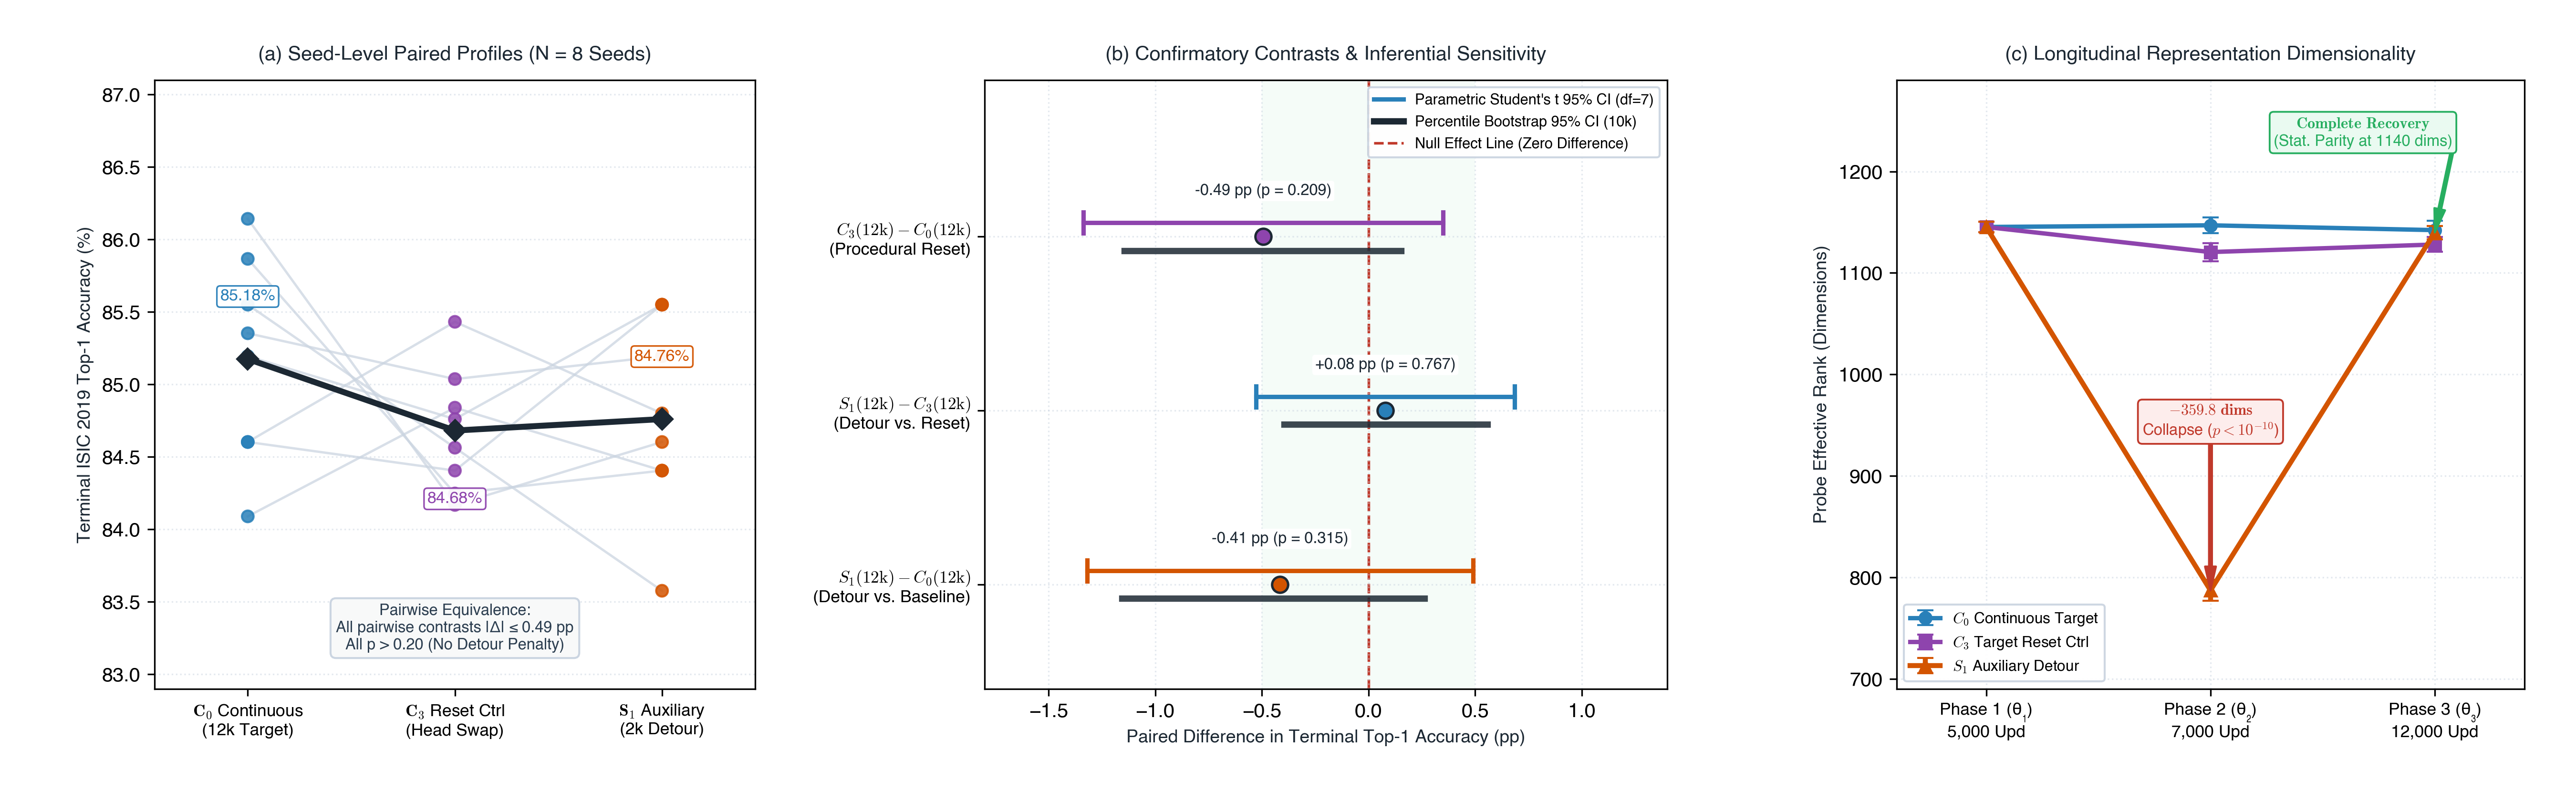 (a) Seed-Level Paired Profiles (N = 8 Seeds)
Terminal ISIC 2019 Top-1 Accuracy (%)
87.0
86.5
86.0
85.5
85.0
84.5
84.0
83.5
83.0
85.18%
84.68%
84.76%
Pairwise Equivalence:
All pairwise contrasts |Δ| ≤ 0.49 pp
All p > 0.20 (No Detour Penalty)
C₀ Continuous
(12k Target)
C₃ Reset Ctrl
(Head Swap)
S₁ Auxiliary
(2k Detour)
(b) Confirmatory Contrasts & Inferential Sensitivity
Parametric Student's t 95% CI (df=7)
Percentile Bootstrap 95% CI (10k)
Null Effect Line (Zero Difference)
-0.49 pp (p = 0.209)
C₃(12k) − C₀(12k)
(Procedural Reset)
+0.08 pp (p = 0.767)
S₁(12k) − C₃(12k)
(Detour vs. Reset)
-0.41 pp (p = 0.315)
S₁(12k) − C₀(12k)
(Detour vs. Baseline)
−1.5
−1.0
−0.5
0.0
0.5
1.0
Paired Difference in Terminal Top-1 Accuracy (pp)
(c) Longitudinal Representation Dimensionality
Probe Effective Rank (Dimensions)
1200
1100
1000
900
800
700
Complete Recovery
(Stat. Parity at 1140 dims)
−359.8 dims
Collapse (p < 10⁻¹⁰)
C₀ Continuous Target
C₃ Target Reset Ctrl
S₁ Auxiliary Detour
Phase 1 (θ₁)
5,000 Upd
Phase 2 (θ₂)
7,000 Upd
Phase 3 (θ₃)
12,000 Upd